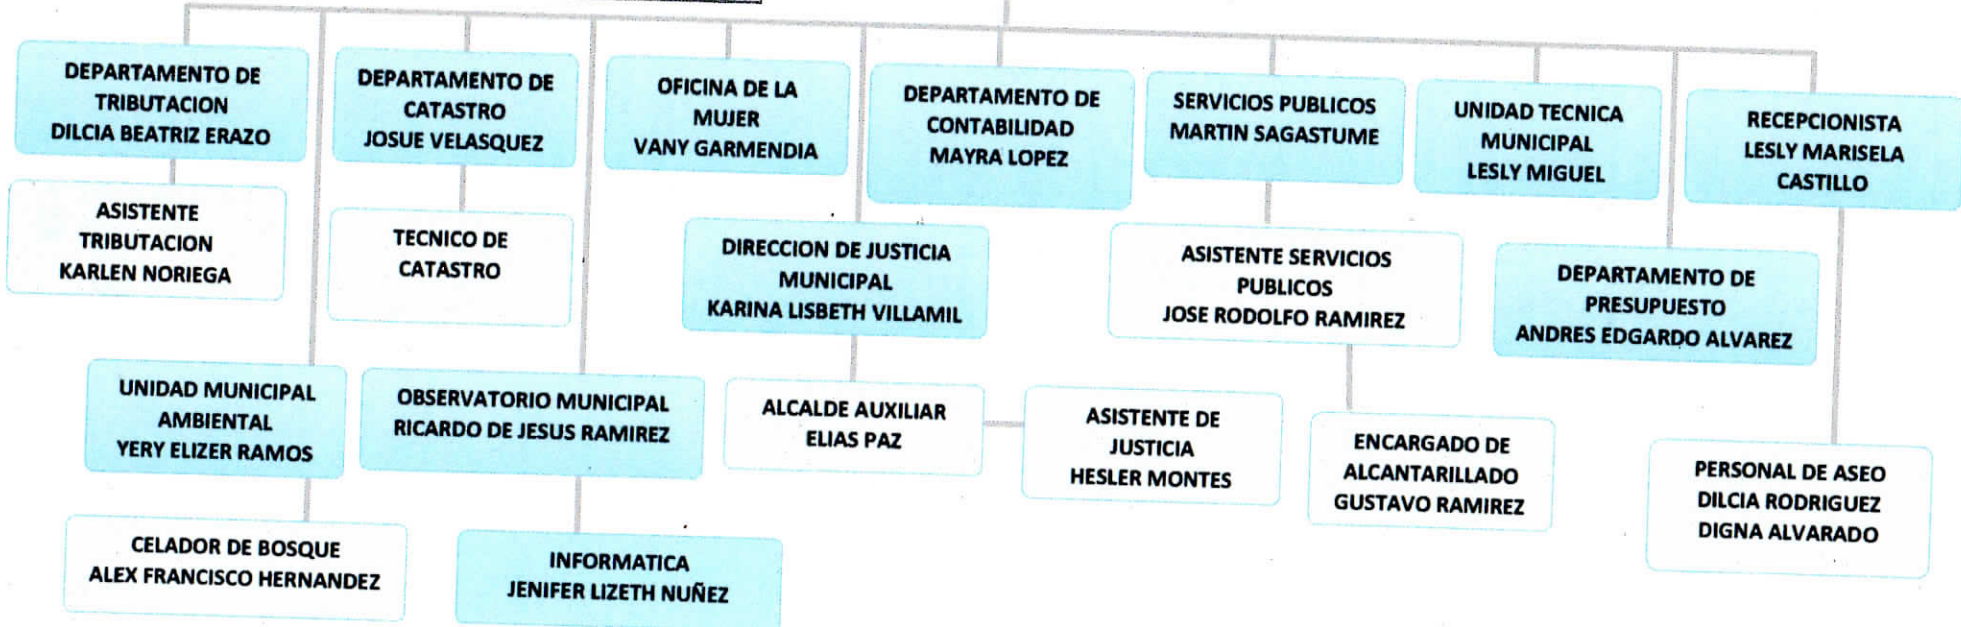 DEPARTAMENTO DE
TRIBUTACION
DILCIA BEATRIZ ERAZO
DEPARTAMENTO DE
CATASTRO
JOSUE VELASQUEZ
OFICINA DE LA
MUJER
VANY GARMENDIA
DEPARTAMENTO DE
CONTABILIDAD
MAYRA LOPEZ
SERVICIOS PUBLICOS
MARTIN SAGASTUME
UNIDAD TECNICA
MUNICIPAL
LESLY MIGUEL
RECEPCIONISTA
LESLY MARISELA
CASTILLO
ASISTENTE
TRIBUTACION
KARLEN NORIEGA
TECNICO DE
CATASTRO
DIRECCION DE JUSTICIA
MUNICIPAL
KARINA LISBETH VILLAMIL
ASISTENTE SERVICIOS
PUBLICOS
JOSE RODOLFO RAMIREZ
DEPARTAMENTO DE
PRESUPUESTO
ANDRES EDGARDO ALVAREZ
UNIDAD MUNICIPAL
AMBIENTAL
YERY ELIZER RAMOS
OBSERVATORIO MUNICIPAL
RICARDO DE JESUS RAMIREZ
ALCALDE AUXILIAR
ELIAS PAZ
ASISTENTE DE
JUSTICIA
HESLER MONTES
ENCARGADO DE
ALCANTARILLADO
GUSTAVO RAMIREZ
PERSONAL DE ASEO
DILCIA RODRIGUEZ
DIGNA ALVARADO
CELADOR DE BOSQUE
ALEX FRANCISCO HERNANDEZ
INFORMATICA
JENIFER LIZETH NUÑEZ